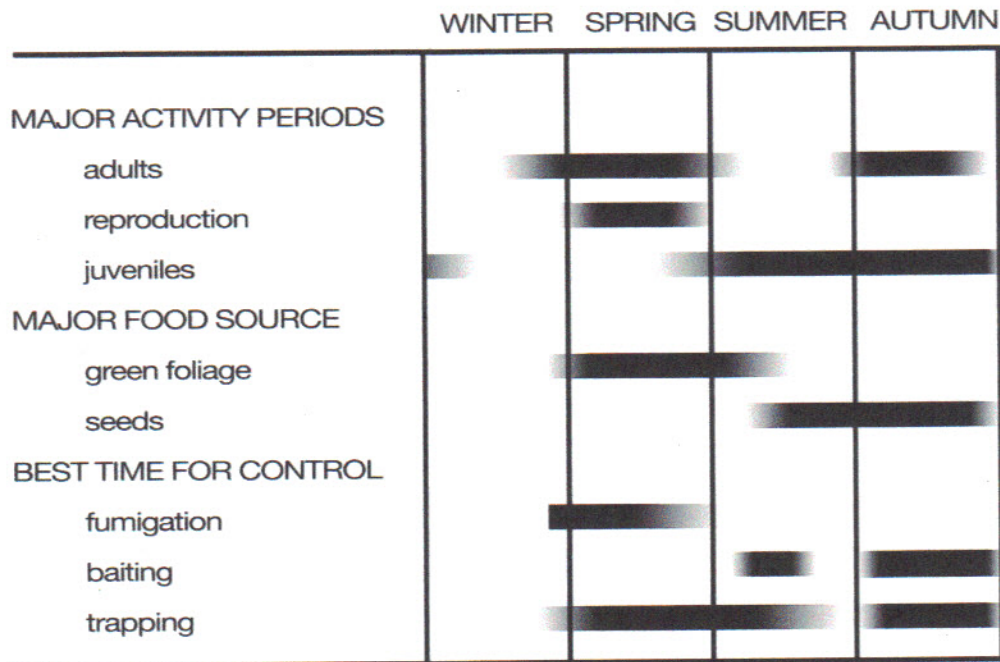 WINTER SPRING SUMMER AUTUMN
MAJOR ACTIVITY PERIODS
adults
reproduction
juveniles
MAJOR FOOD SOURCE
green foliage
seeds
BEST TIME FOR CONTROL
fumigation
baiting
trapping